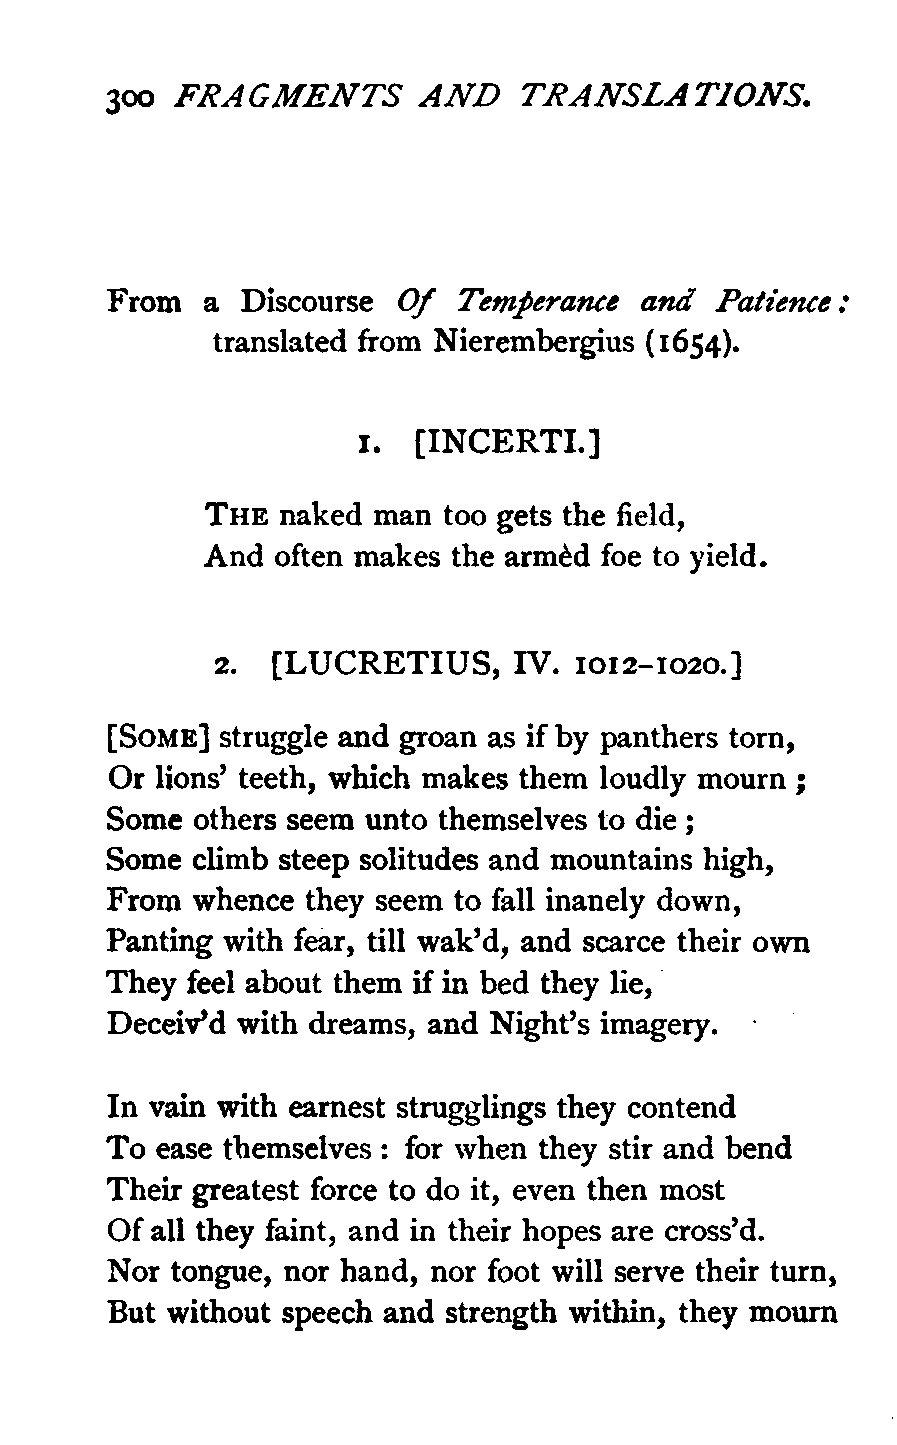 300 FRAGMENTS AND TRANSLATIONS.
From a Discourse Of Temperance and Patience:
translated from Nierembergius (1654).
1. [INCERTI.]
THE naked man too gets the field,
And often makes the armèd foe to yield.
2. [LUCRETIUS, IV. 1012–1020.]
[SOME] struggle and groan as if by panthers torn,
Or lions' teeth, which makes them loudly mourn ;
Some others seem unto themselves to die ;
Some climb steep solitudes and mountains high,
From whence they seem to fall inanely down,
Panting with fear, till wak'd, and scarce their own
They feel about them if in bed they lie,
Deceiv'd with dreams, and Night's imagery.
In vain with earnest strugglings they contend
To ease themselves : for when they stir and bend
Their greatest force to do it, even then most
Of all they faint, and in their hopes are cross'd.
Nor tongue, nor hand, nor foot will serve their turn,
But without speech and strength within, they mourn